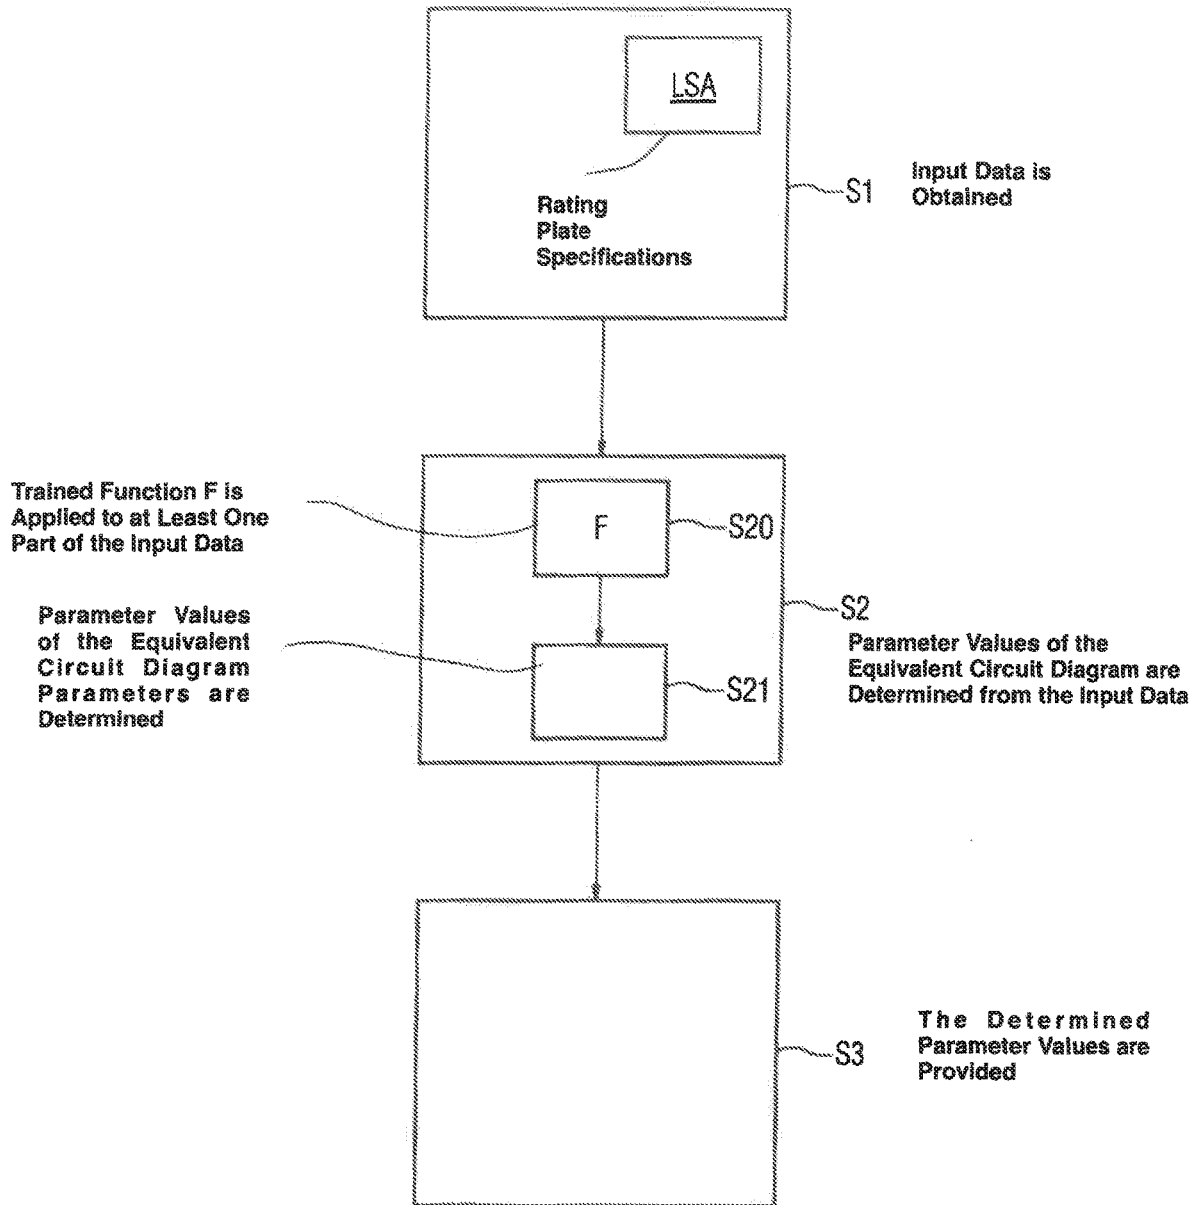 LSA
Rating
Plate
Specifications
S1
Input Data is
Obtained
Trained Function F is
Applied to at Least One
Part of the Input Data
F
S20
Parameter Values
of the Equivalent
Circuit Diagram
Parameters are
Determined
S21
S2
Parameter Values of the
Equivalent Circuit Diagram are
Determined from the Input Data
S3
The Determined
Parameter Values are
Provided